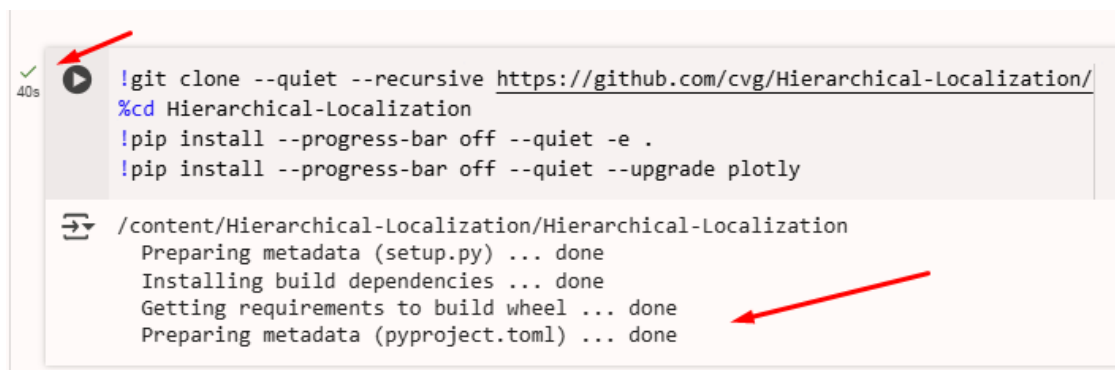 40s
!git clone --quiet --recursive https://github.com/cvg/Hierarchical-Localization/
%cd Hierarchical-Localization
!pip install --progress-bar off --quiet -e .
!pip install --progress-bar off --quiet --upgrade plotly
/content/Hierarchical-Localization/Hierarchical-Localization
Preparing metadata (setup.py) ... done
Installing build dependencies ... done
Getting requirements to build wheel ... done
Preparing metadata (pyproject.toml) ... done